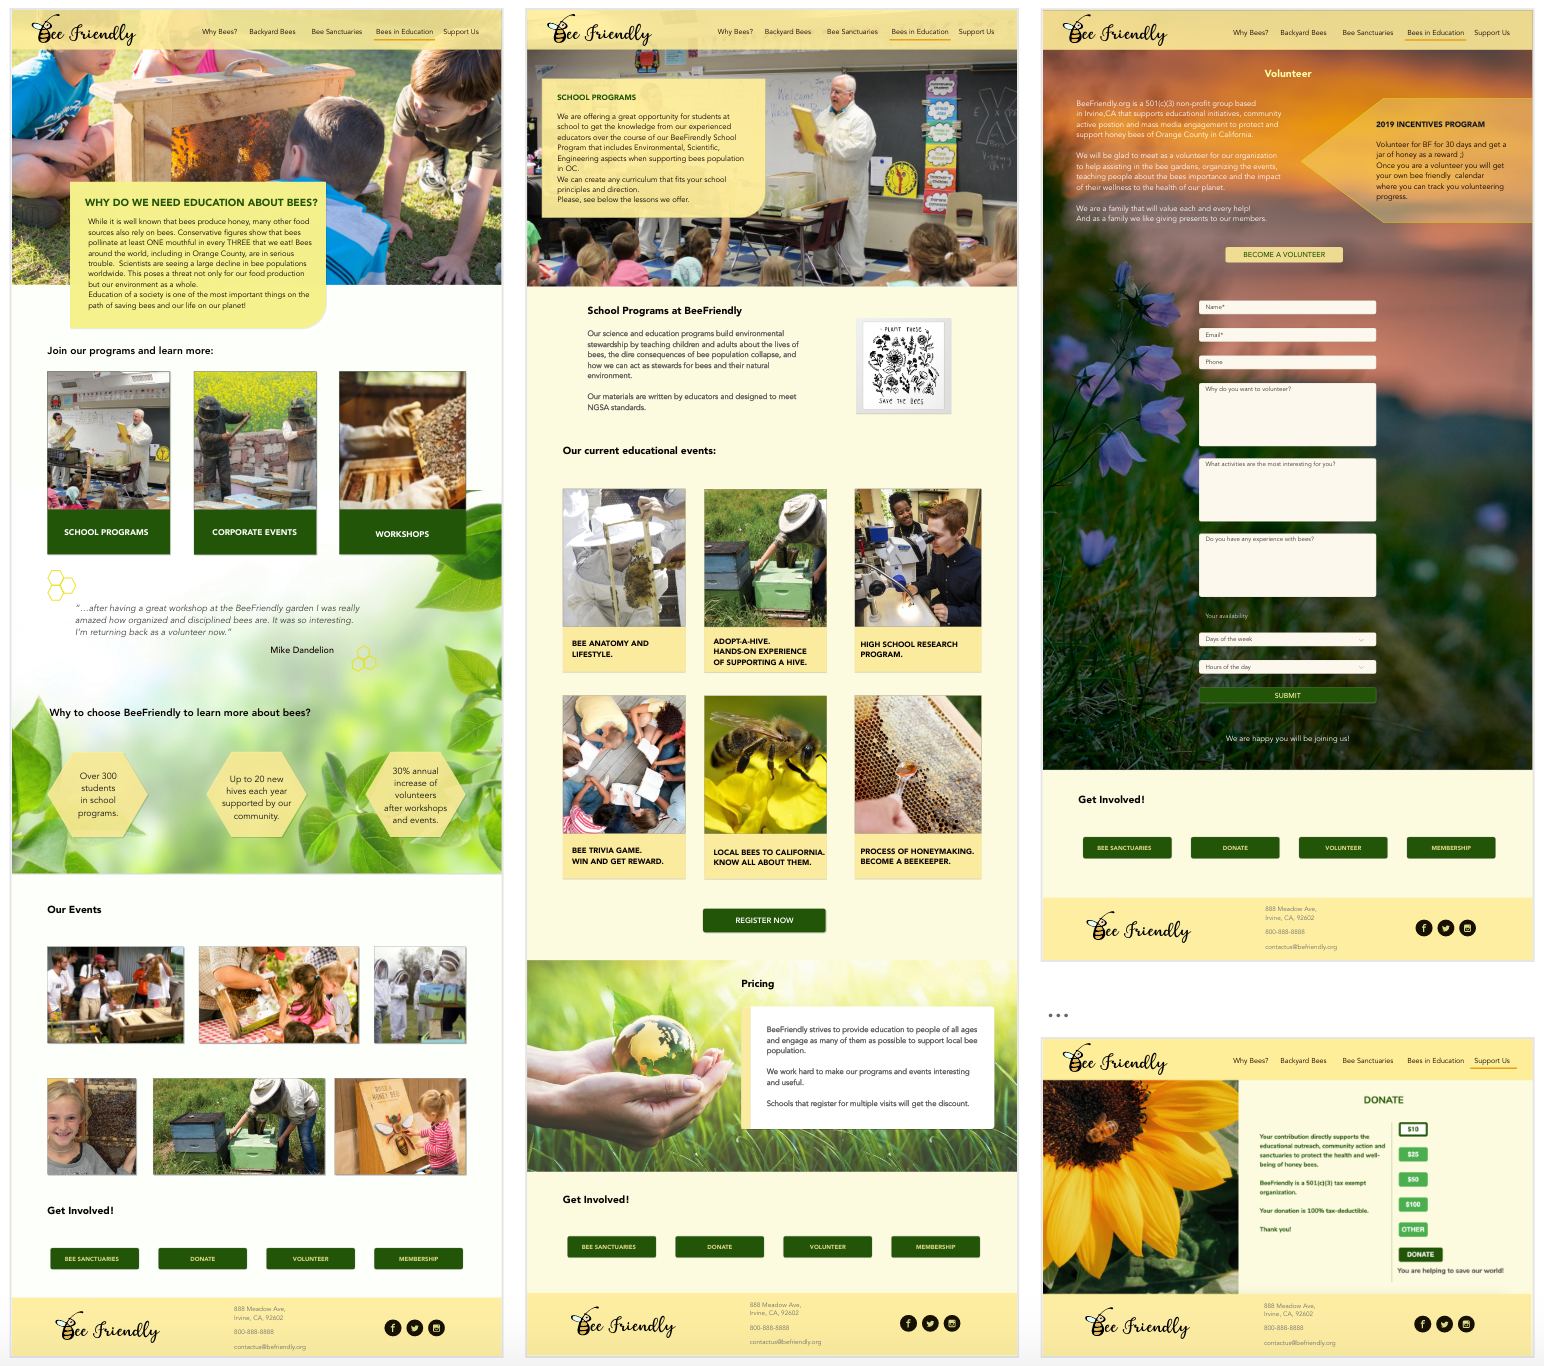 Bee Friendly
Why Bees? Backyard Bees Bee Sanctuaries Bees in Education Support Us
WHY DO WE NEED EDUCATION ABOUT BEES?
While it is well known that bees produce honey, many other food
sources also rely on bees. Conservative figures show that bees
pollinate at least ONE mouthful in every THREE that we eat! Bees
around the world, including in Orange County, are in serious
trouble. Scientists are seeing a large decline in bee populations
worldwide. This poses a threat not only for our food production
but our environment as a whole.
Education of a society is one of the most important things on the
path of saving bees and our life on our planet!
Join our programs and learn more:
SCHOOL PROGRAMS
CORPORATE EVENTS
WORKSHOPS
"...after having a great workshop at the BeeFriendly garden I was really
amazed how organized and disciplined bees are. It was so interesting.
I'm returning back as a volunteer now."
Mike Dandelion
Why to choose BeeFriendly to learn more about bees?
Over 300
students
in school
programs.
Up to 20 new
hives each year
supported by our
community.
30% annual
increase of
volunteers
after workshops
and events.
Our Events
HONEY BEE
Get Involved!
BEE SANCTUARIES DONATE VOLUNTEER MEMBERSHIP
Bee Friendly
888 Meadow Ave,
Irvine, CA, 92602
800-888-8888
contactus@befriendly.org
Bee Friendly
Why Bees? Backyard Bees Bee Sanctuaries Bees in Education Support Us
SCHOOL PROGRAMS
We are offering a great opportunity for students at
school to get the knowledge from our experienced
educators over the course of our BeeFirendly School
Program that includes Environmental, Scientific,
Engineering aspects when supporting bees population
in OC.
We can create any curriculum that fits your school
principles and direction.
Please, see below the lessons we offer.
School Programs at BeeFriendly
Our science and education programs build environmental
stewardship by teaching children and adults about the lives of
bees, the dire consequences of bee population collapse, and
how we can act as stewards for bees and their natural
environment.
Our materials are written by educators and designed to meet
NGSA standards.
PLANT THESE
SAVE THE BEES
Our current educational events:
BEE ANATOMY AND
LIFESTYLE.
ADOPT-A-HIVE.
HANDS-ON EXPERIENCE
OF SUPPORTING A HIVE.
HIGH SCHOOL RESEARCH
PROGRAM.
BEE TRIVIA GAME.
WIN AND GET REWARD.
LOCAL BEES TO CALIFORNIA.
KNOW ALL ABOUT THEM.
PROCESS OF HONEYMAKING.
BECOME A BEEKEEPER.
REGISTER NOW
Pricing
BeeFriendly strives to provide education to people of all ages
and engage as many of them as possible to support local bee
population.
We work hard to make our programs and events interesting
and useful.
Schools that register for multiple visits will get the discount.
Get Involved!
BEE SANCTUARIES DONATE VOLUNTEER MEMBERSHIP
Bee Friendly
888 Meadow Ave,
Irvine, CA, 92602
800-888-8888
contactus@befriendly.org
Bee Friendly
Why Bees? Backyard Bees Bee Sanctuaries Bees in Education Support Us
Volunteer
BeeFriendly.org is a 501(c)(3) non-profit group based
in Irvine,CA that supports educational initiatives, community
active postion and mass media engagement to protect and
support honey bees of Orange County in California.
We will be glad to meet as a volunteer for our organization
to help assisting in the bee gardens, organizing the events,
teaching people about the bees importance and the impact
of their wellness to the health of our planet.
We are a family that will value each and every help!
And as a family we like giving presents to our members.
2019 INCENTIVES PROGRAM
Volunteer for BF for 30 days and get a
jar of honey as a reward ;)
Once you are a volunteer you will get
your own bee friendly calendar
where you can track you volunteering
progress.
BECOME A VOLUNTEER
Name*
Email*
Phone
Why do you want to volunteer?
What activities are the most interesting for you?
Do you have any experience with bees?
Your availability
Days of the week
Hours of the day
SUBMIT
We are happy you will be joining us!
Get Involved!
BEE SANCTUARIES DONATE VOLUNTEER MEMBERSHIP
Bee Friendly
888 Meadow Ave,
Irvine, CA, 92602
800-888-8888
contactus@befriendly.org
...
Bee Friendly
Why Bees? Backyard Bees Bee Sanctuaries Bees in Education Support Us
DONATE
Your contribution directly supports the
educational outreach, community action and
sanctuaries to protect the health and well-
being of honey bees.
BeeFriendly is a 501(c)(3) tax exempt
organization.
Your donation is 100% tax-deductible.
Thank you!
$10
$25
$50
$100
OTHER
DONATE
You are helping to save our world!
Bee Friendly
888 Meadow Ave,
Irvine, CA, 92602
800-888-8888
contactus@befriendly.org